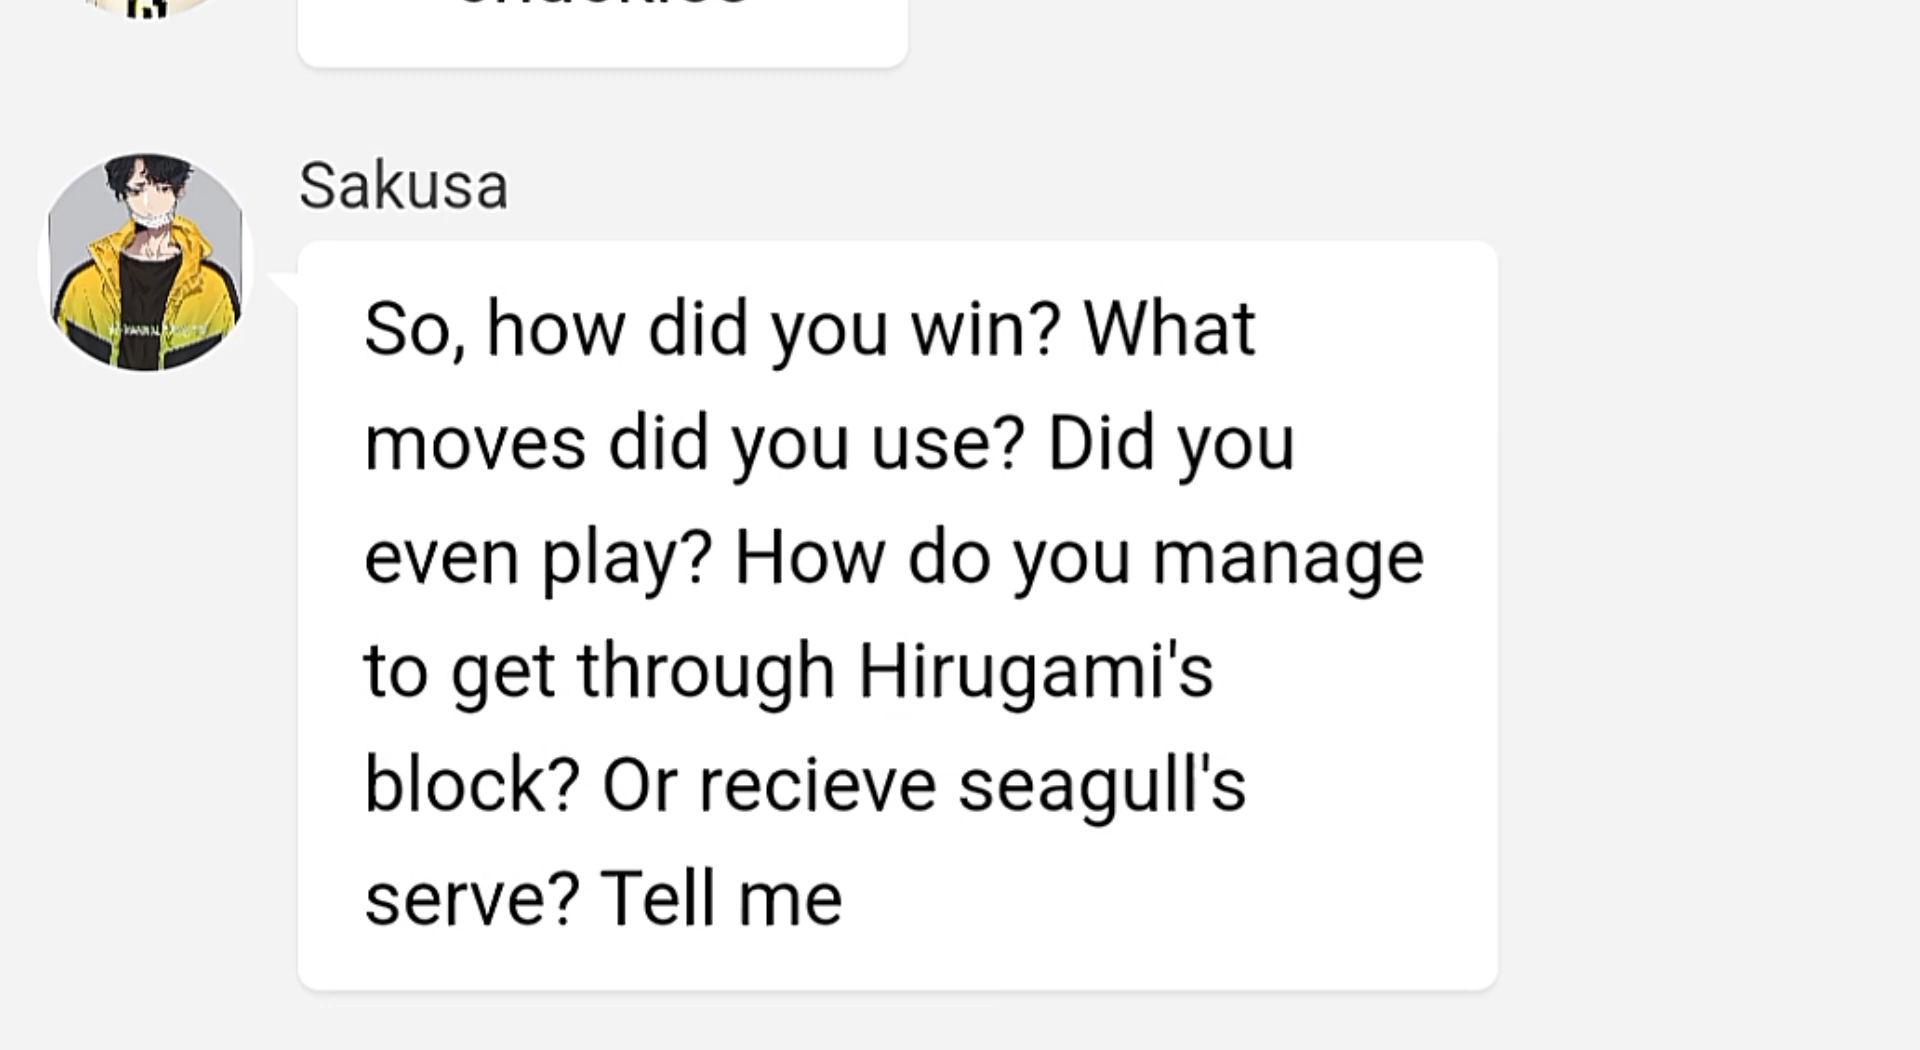 Sakusa
So, how did you win? What
moves did you use? Did you
even play? How do you manage
to get through Hirugami's
block? Or recieve seagull's
serve? Tell me